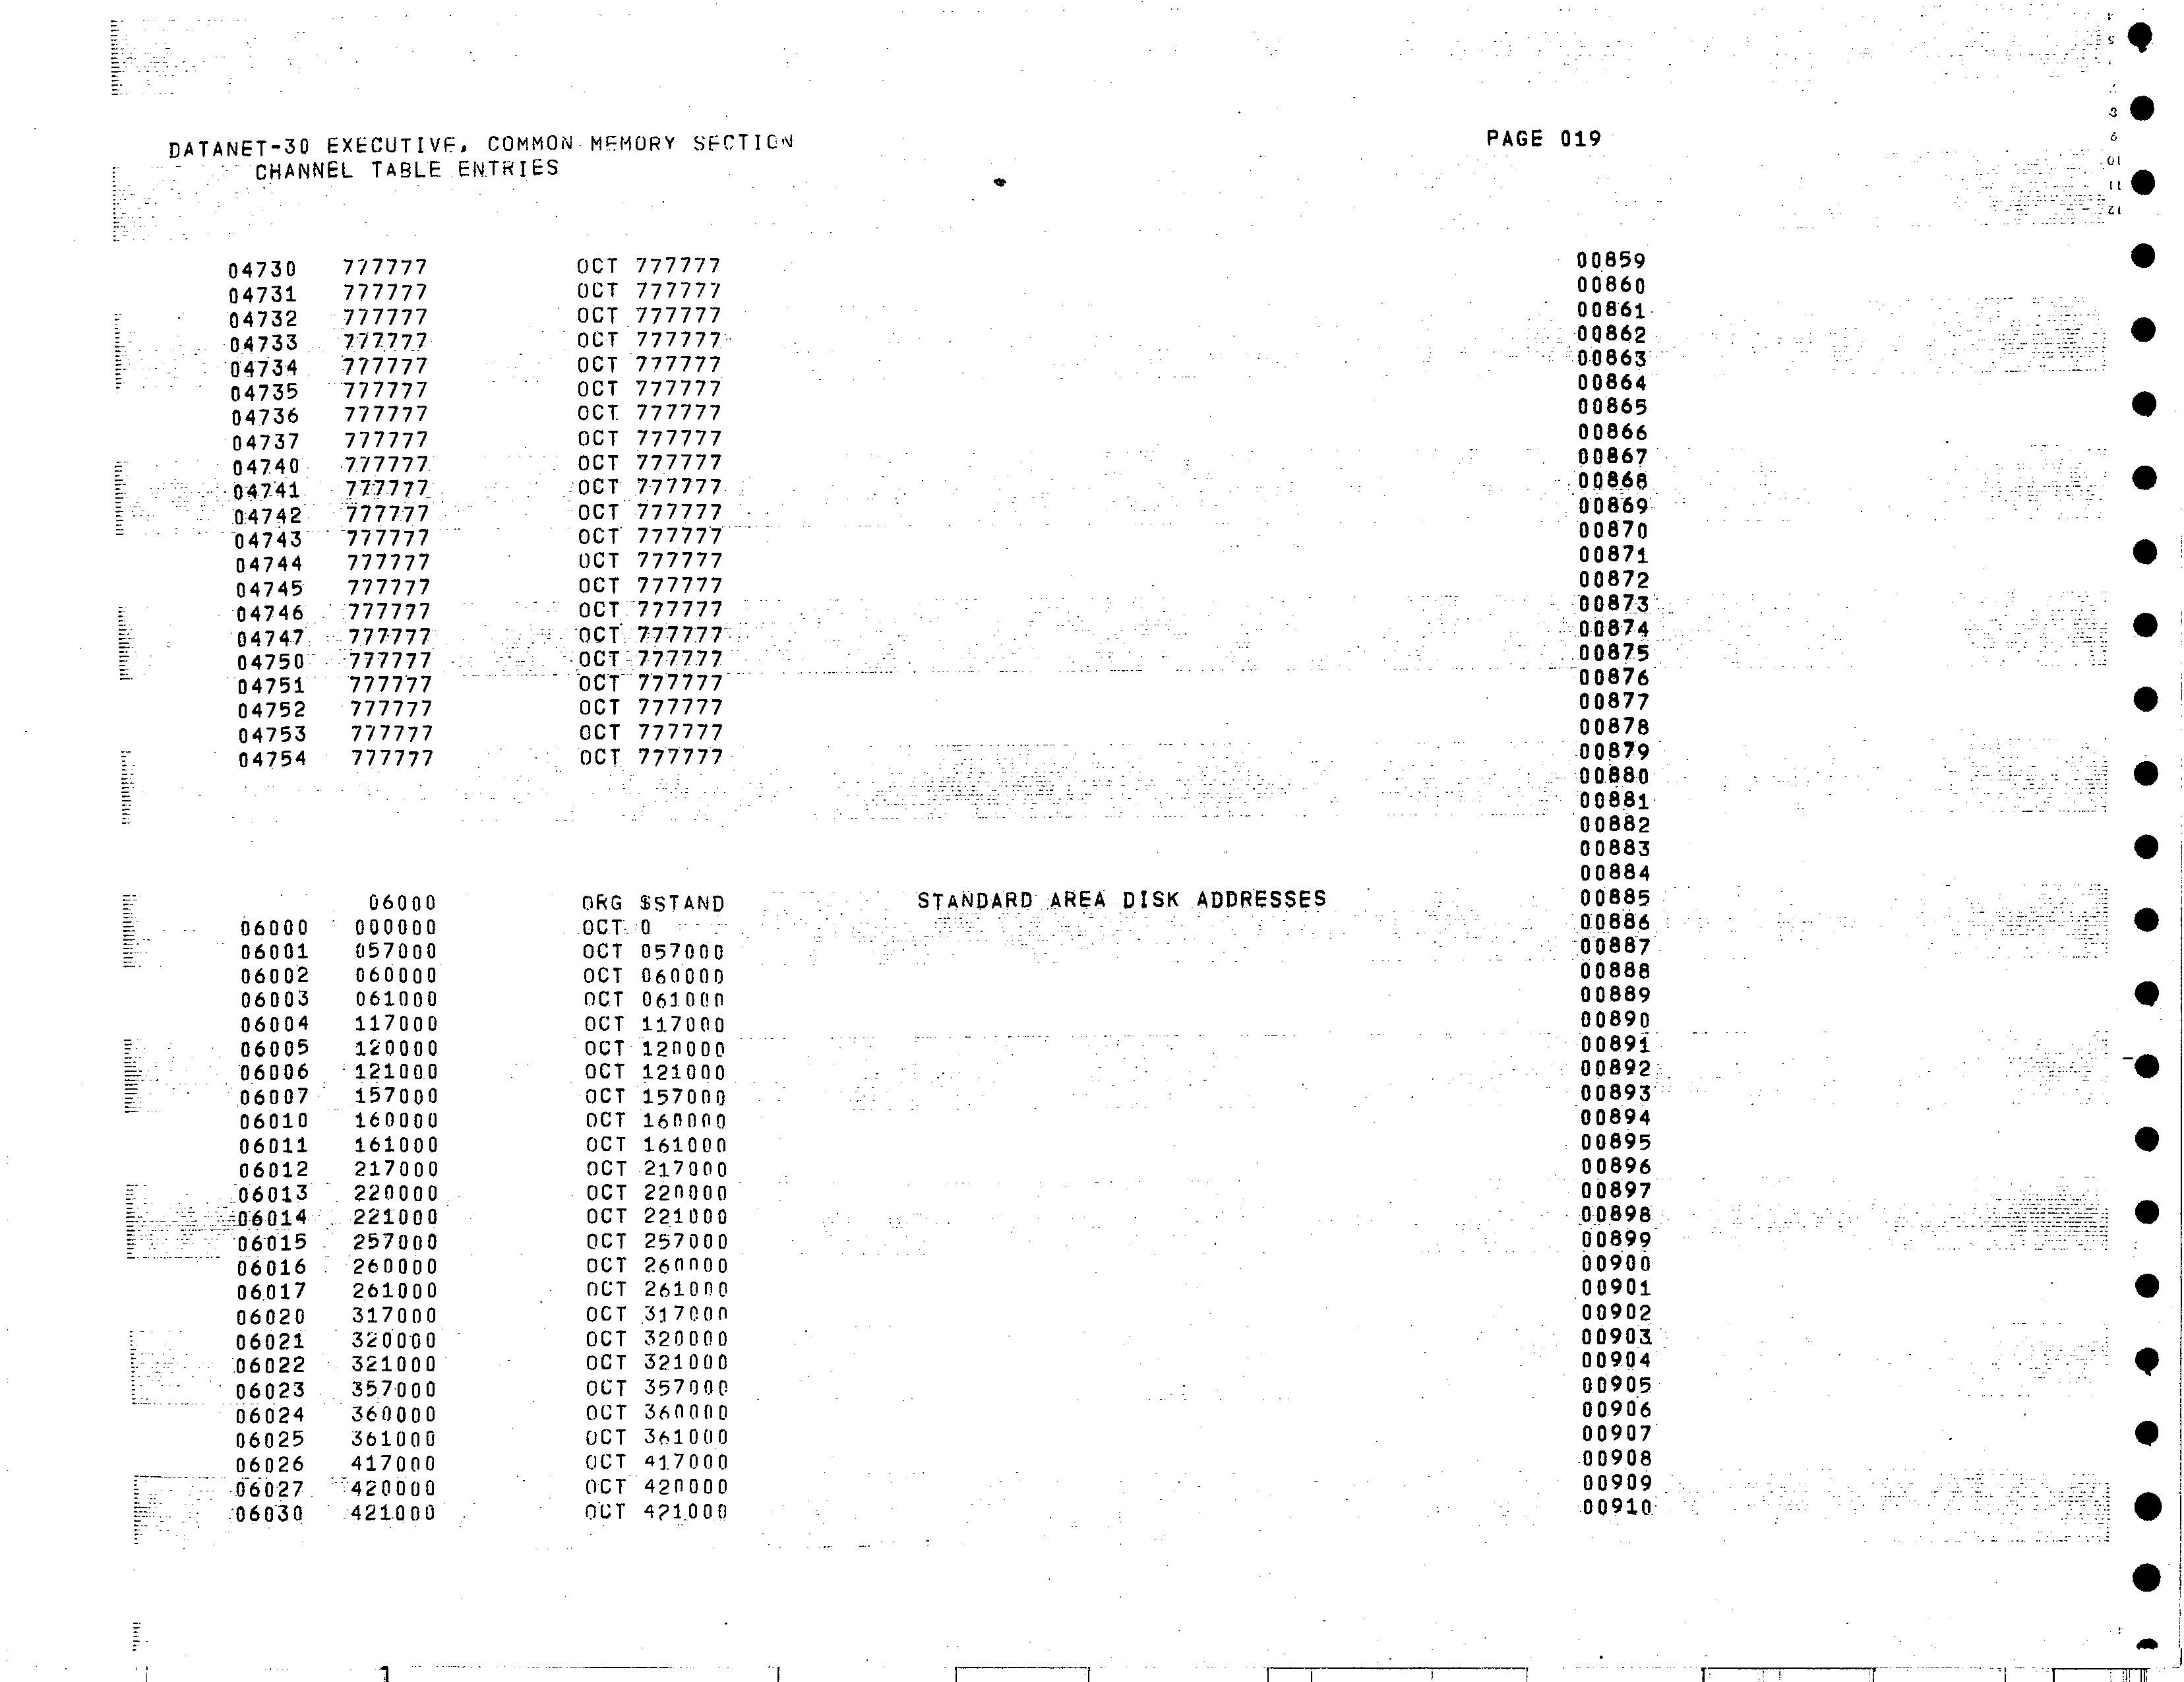 DATANET-30 EXECUTIVE, COMMON MEMORY SECTION PAGE 019
CHANNEL TABLE ENTRIES
04730 777777 OCT 777777 00859
04731 777777 OCT 777777 00860
04732 777777 OCT 777777 00861
04733 777777 OCT 777777 00862
04734 777777 OCT 777777 00863
04735 777777 OCT 777777 00864
04736 777777 OCT 777777 00865
04737 777777 OCT 777777 00866
04740 777777 OCT 777777 00867
04741 777777 OCT 777777 00868
04742 777777 OCT 777777 00869
04743 777777 OCT 777777 00870
04744 777777 OCT 777777 00871
04745 777777 OCT 777777 00872
04746 777777 OCT 777777 00873
04747 777777 OCT 777777 00874
04750 777777 OCT 777777 00875
04751 777777 OCT 777777 00876
04752 777777 OCT 777777 00877
04753 777777 OCT 777777 00878
04754 777777 OCT 777777 00879
00880
00881
00882
00883
00884
06000 ORG $STAND STANDARD AREA DISK ADDRESSES 00885
06000 000000 OCT 0 00886
06001 057000 OCT 057000 00887
06002 060000 OCT 060000 00888
06003 061000 OCT 061000 00889
06004 117000 OCT 117000 00890
06005 120000 OCT 120000 00891
06006 121000 OCT 121000 00892
06007 157000 OCT 157000 00893
06010 160000 OCT 160000 00894
06011 161000 OCT 161000 00895
06012 217000 OCT 217000 00896
06013 220000 OCT 220000 00897
06014 221000 OCT 221000 00898
06015 257000 OCT 257000 00899
06016 260000 OCT 260000 00900
06017 261000 OCT 261000 00901
06020 317000 OCT 317000 00902
06021 320000 OCT 320000 00903
06022 321000 OCT 321000 00904
06023 357000 OCT 357000 00905
06024 360000 OCT 360000 00906
06025 361000 OCT 361000 00907
06026 417000 OCT 417000 00908
06027 420000 OCT 420000 00909
06030 421000 OCT 421000 00910